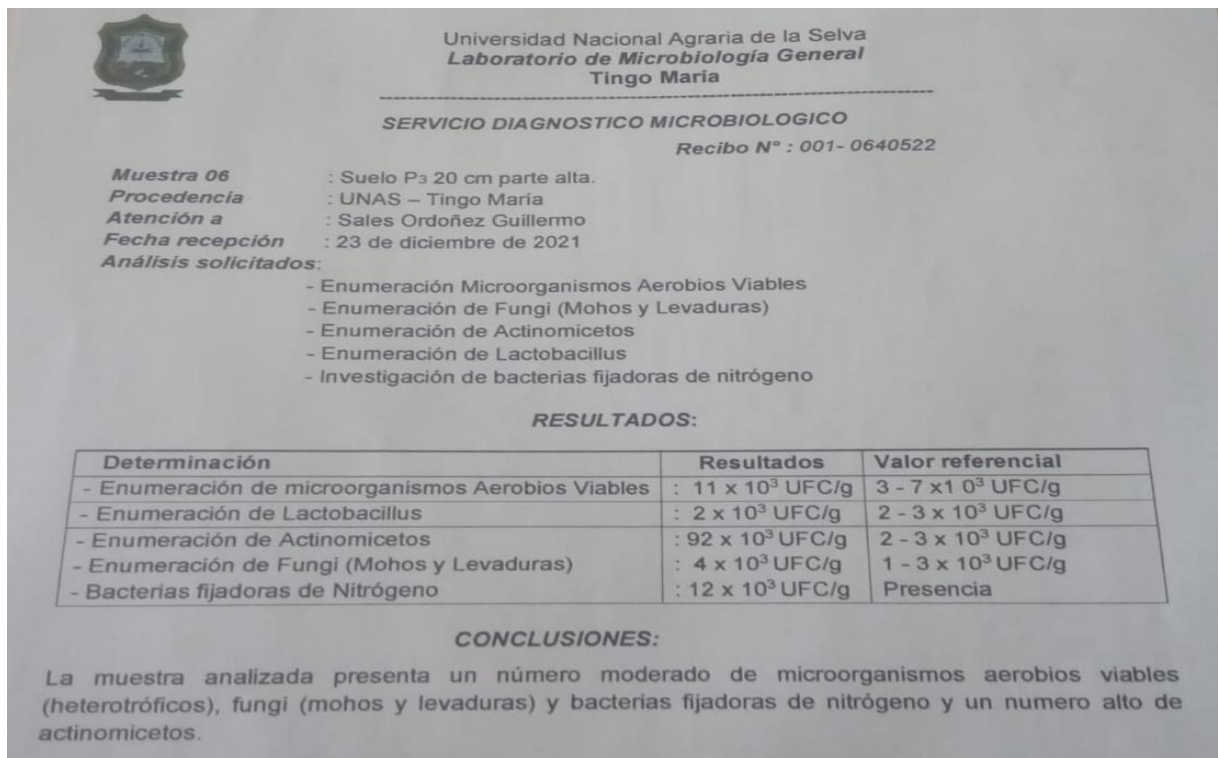 Universidad Nacional Agraria de la Selva
Laboratorio de Microbiología General
Tingo María
SERVICIO DIAGNOSTICO MICROBIOLOGICO
Recibo N° : 001- 0640522
Muestra 06 : Suelo P₃ 20 cm parte alta.
Procedencia : UNAS – Tingo María
Atención a : Sales Ordoñez Guillermo
Fecha recepción : 23 de diciembre de 2021
Análisis solicitados:
- Enumeración Microorganismos Aerobios Viables
- Enumeración de Fungi (Mohos y Levaduras)
- Enumeración de Actinomicetos
- Enumeración de Lactobacillus
- Investigación de bacterias fijadoras de nitrógeno
RESULTADOS:
Determinación Resultados Valor referencial
- Enumeración de microorganismos Aerobios Viables : 11 x 10³ UFC/g 3 - 7 x1 0³ UFC/g
- Enumeración de Lactobacillus : 2 x 10³ UFC/g 2 - 3 x 10³ UFC/g
- Enumeración de Actinomicetos : 92 x 10³ UFC/g 2 - 3 x 10³ UFC/g
- Enumeración de Fungi (Mohos y Levaduras) : 4 x 10³ UFC/g 1 - 3 x 10³ UFC/g
- Bacterias fijadoras de Nitrógeno : 12 x 10³ UFC/g Presencia
CONCLUSIONES:
La muestra analizada presenta un número moderado de microorganismos aerobios viables
(heterotróficos), fungi (mohos y levaduras) y bacterias fijadoras de nitrógeno y un numero alto de
actinomicetos.